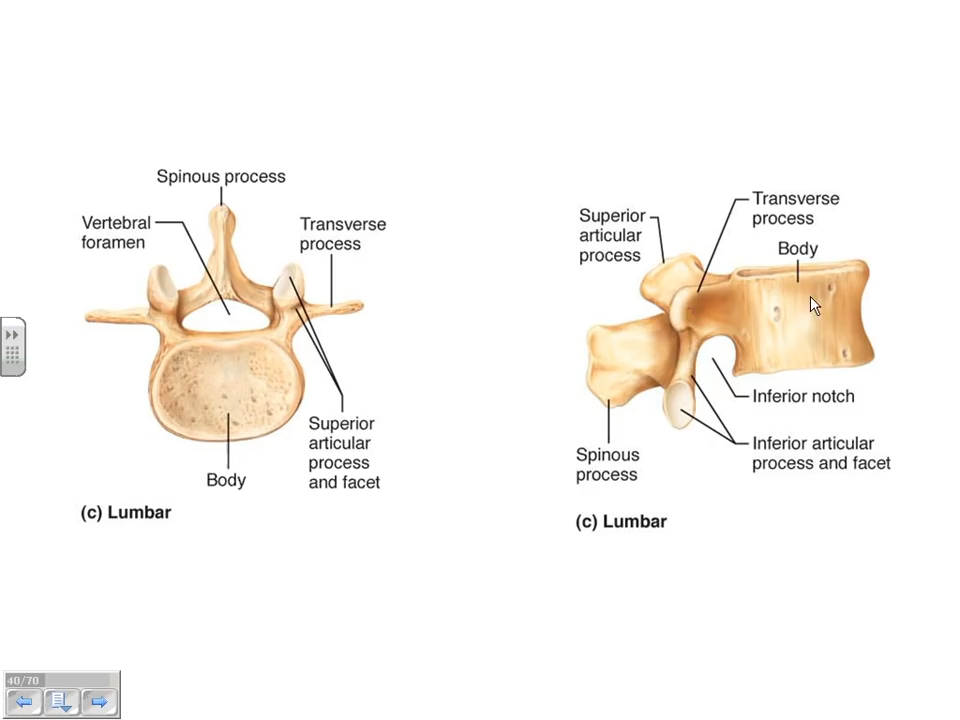 Spinous process
Vertebral
foramen
Transverse
process
Superior
articular
process
and facet
Body
(c) Lumbar
Superior
articular
process
Transverse
process
Body
Inferior notch
Inferior articular
process and facet
Spinous
process
(c) Lumbar
40/70